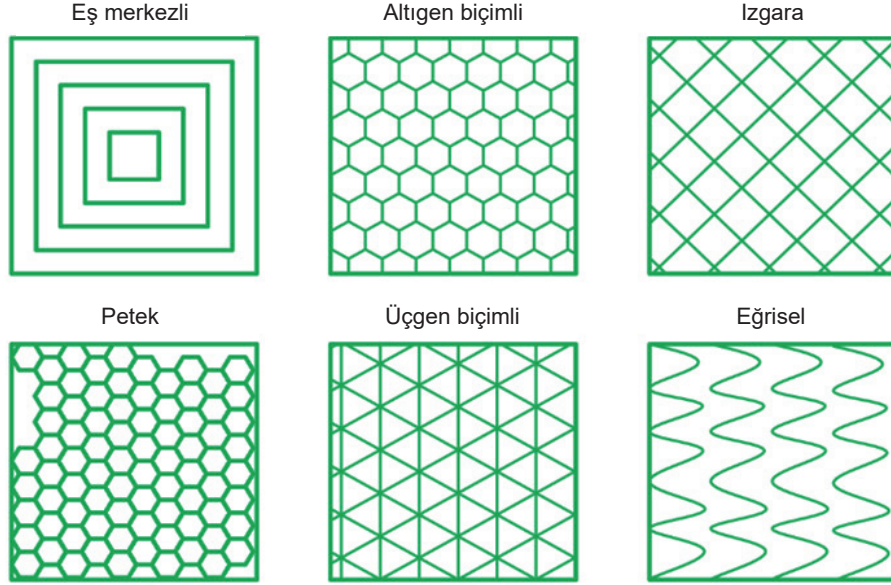 Eş merkezli
Altıgen biçimli
Izgara
Petek
Üçgen biçimli
Eğrisel